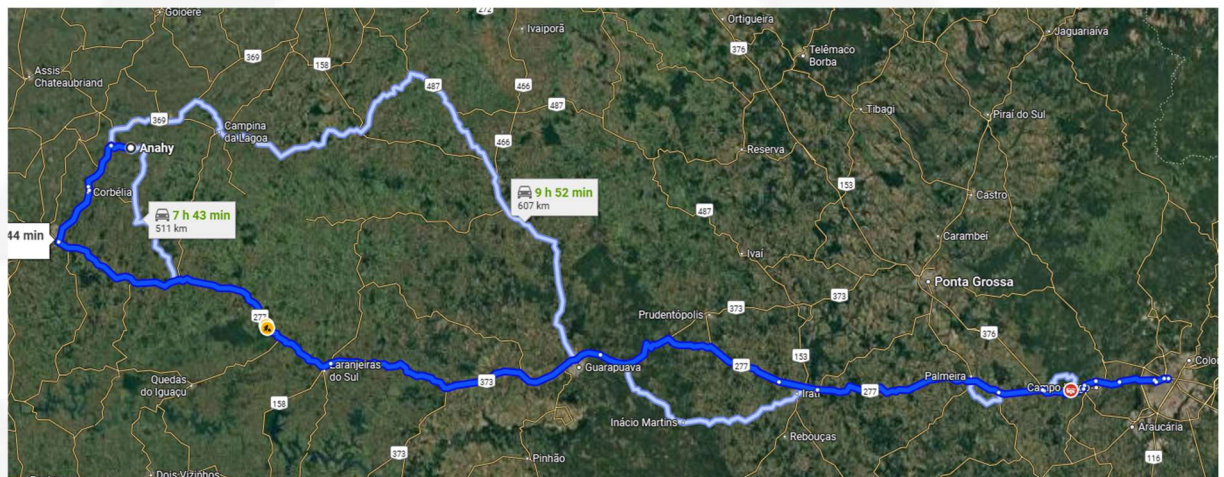 Goioerê
272
Ivaiporã
Ortigueira
376
Jaguariaíva
369
158
Telêmaco
Borba
Assis
Chateaubriand
487
466
487
Tibagi
Piraí do Sul
369
Campina
da Lagoa
466
Anahy
Reserva
153
Corbélia
9 h 52 min
607 km
Castro
7 h 43 min
511 km
487
44 min
Carambeí
Ivaí
Ponta Grossa
373
Prudentópolis
373
277
376
153
Colo
Laranjeiras
do Sul
Guarapuava
277
Palmeira
Quedas
do Iguaçu
373
277
Campo
Irati
158
Inácio Martins
Araucária
Rebouças
373
Pinhão
116
Dois Vizinhos